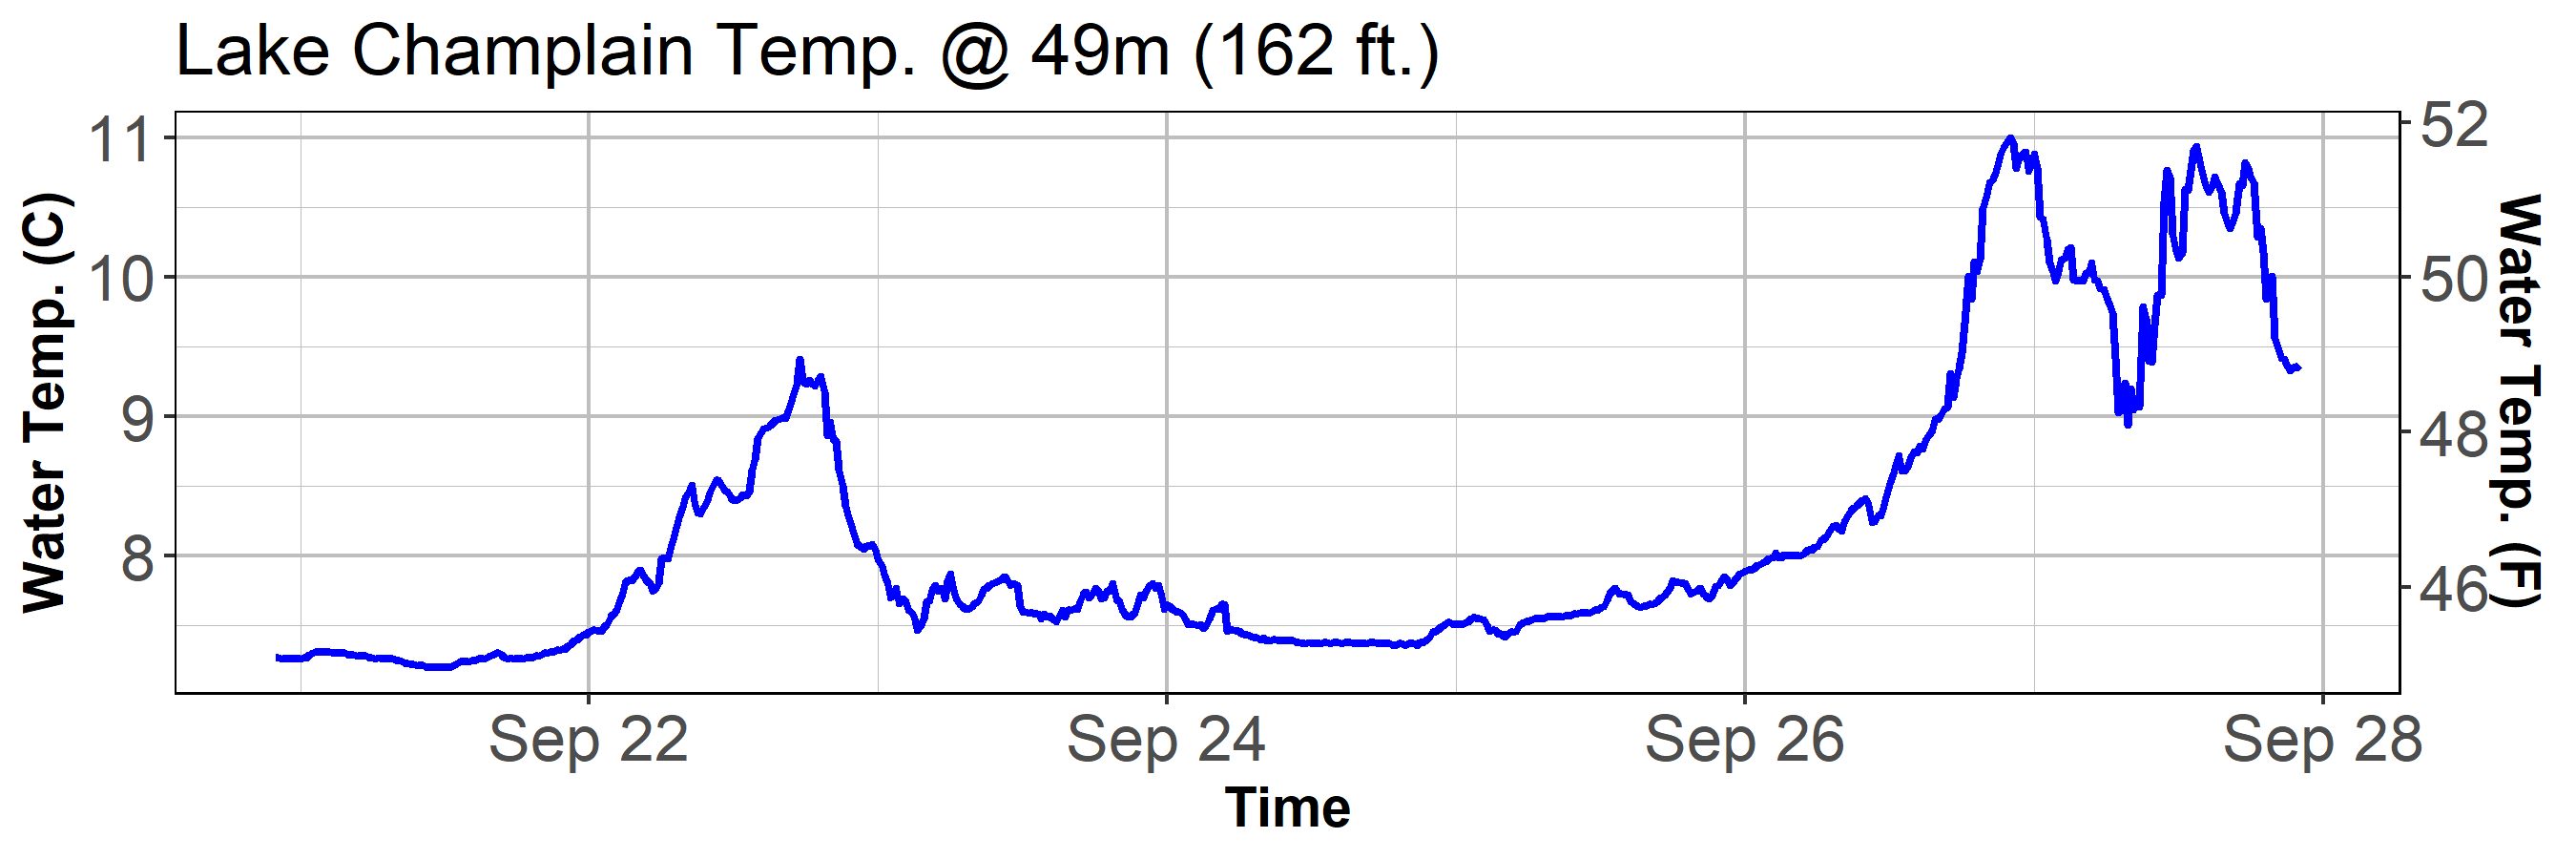 Lake Champlain Temp. @ 49m (162 ft.)
Water Temp. (C)
11
10
9
8
52
50
48
46
Water Temp. (F)
Sep 22
Sep 24
Sep 26
Sep 28
Time